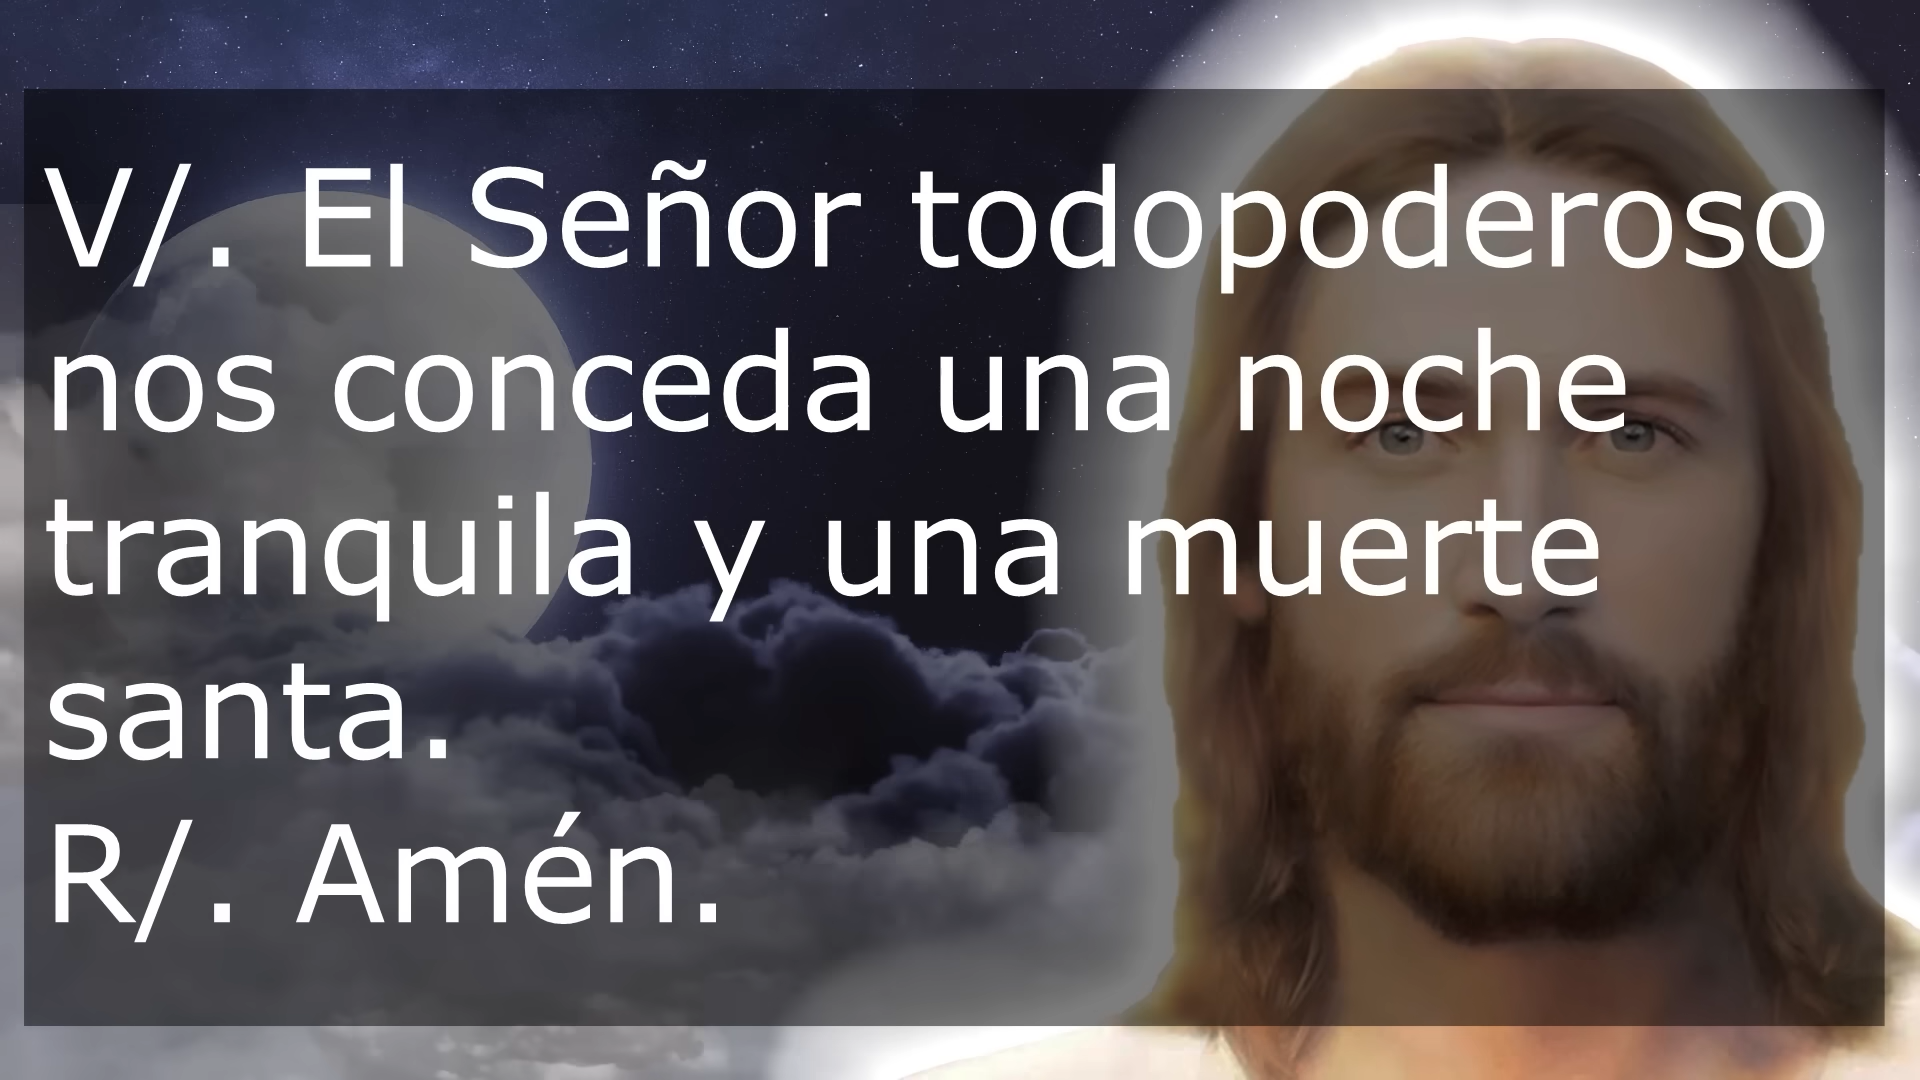 V/. El Señor todopoderoso
nos conceda una noche
tranquila y una muerte
santa.
R/. Amén.